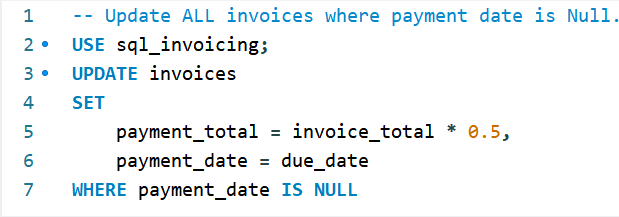 1 -- Update ALL invoices where payment date is Null.
2 USE sql_invoicing;
3 UPDATE invoices
4 SET
5 payment_total = invoice_total * 0.5,
6 payment_date = due_date
7 WHERE payment_date IS NULL